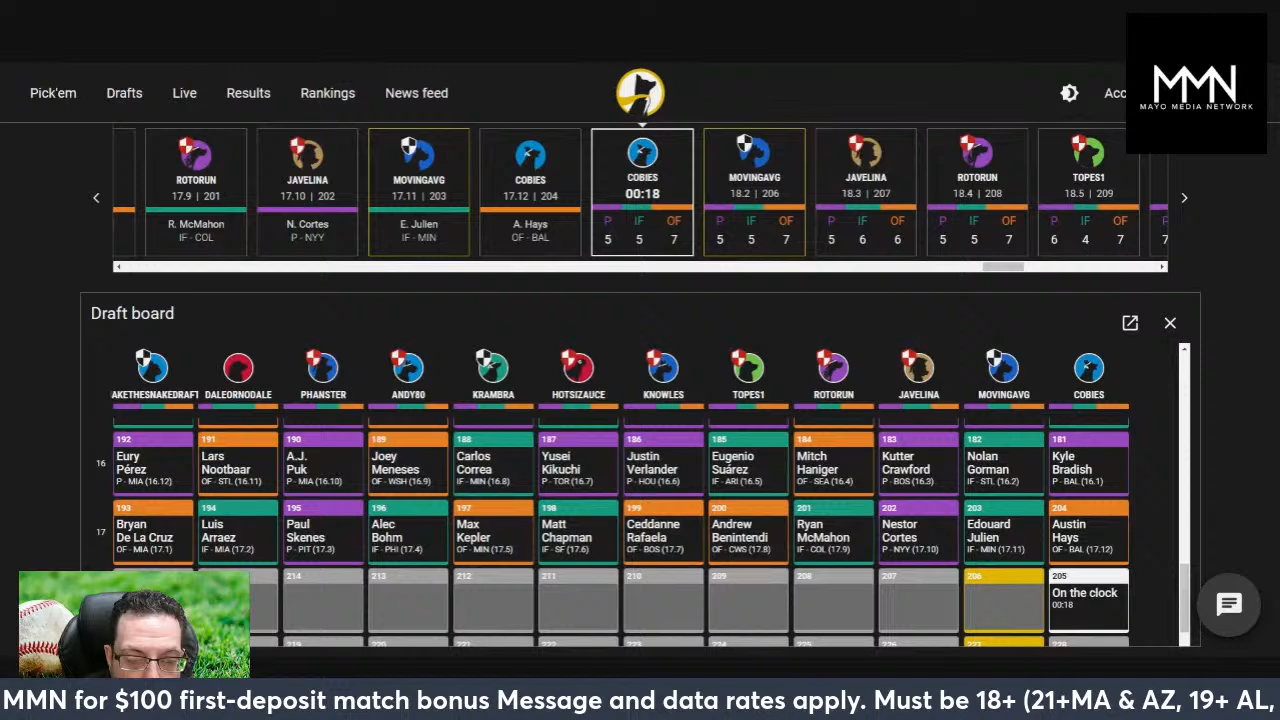 Pick'em Drafts Live Results Rankings News feed
MMN
MAYO MEDIA NETWORK
ROTORUN
17.9 | 201
R. McMahon
IF - COL
JAVELINA
17.10 | 202
N. Cortes
P - NYY
MOVINGAVG
17.11 | 203
E. Julien
IF - MIN
COBIES
17.12 | 204
A. Hays
OF - BAL
COBIES
00:18
P IF OF
5 5 7
MOVINGAVG
18.2 | 206
P IF OF
5 5 7
JAVELINA
18.3 | 207
P IF OF
5 6 6
ROTORUN
18.4 | 208
P IF OF
5 5 7
TOPES1
18.5 | 209
P IF OF
6 4 7
Draft board
AKETHESNAKEDRAFT DALEORNODALE PHANSTER ANDY80 KRAMBRA HOTSIZAUCE KNOWLES TOPES1 ROTORUN JAVELINA MOVINGAVG COBIES
16
192
Eury
Pérez
P - MIA (16.12)
191
Lars
Nootbaar
OF - STL (16.11)
190
A.J.
Puk
P - MIA (16.10)
189
Joey
Meneses
OF - WSH (16.9)
188
Carlos
Correa
IF - MIN (16.8)
187
Yusei
Kikuchi
P - TOR (16.7)
186
Justin
Verlander
P - HOU (16.6)
185
Eugenio
Suárez
IF - ARI (16.5)
184
Mitch
Haniger
OF - SEA (16.4)
183
Kutter
Crawford
P - BOS (16.3)
182
Nolan
Gorman
IF - STL (16.2)
181
Kyle
Bradish
P - BAL (16.1)
17
193
Bryan
De La Cruz
OF - MIA (17.1)
194
Luis
Arraez
IF - MIA (17.2)
195
Paul
Skenes
P - PIT (17.3)
196
Alec
Bohm
IF - PHI (17.4)
197
Max
Kepler
OF - MIN (17.5)
198
Matt
Chapman
IF - SF (17.6)
199
Ceddanne
Rafaela
OF - BOS (17.7)
200
Andrew
Benintendi
OF - CWS (17.8)
201
Ryan
McMahon
IF - COL (17.9)
202
Nestor
Cortes
P - NYY (17.10)
203
Edouard
Julien
IF - MIN (17.11)
204
Austin
Hays
OF - BAL (17.12)
214 213 212 211 210 209 208 207 206 205
On the clock
00:18
MMN for $100 first-deposit match bonus Message and data rates apply. Must be 18+ (21+MA & AZ, 19+ AL,